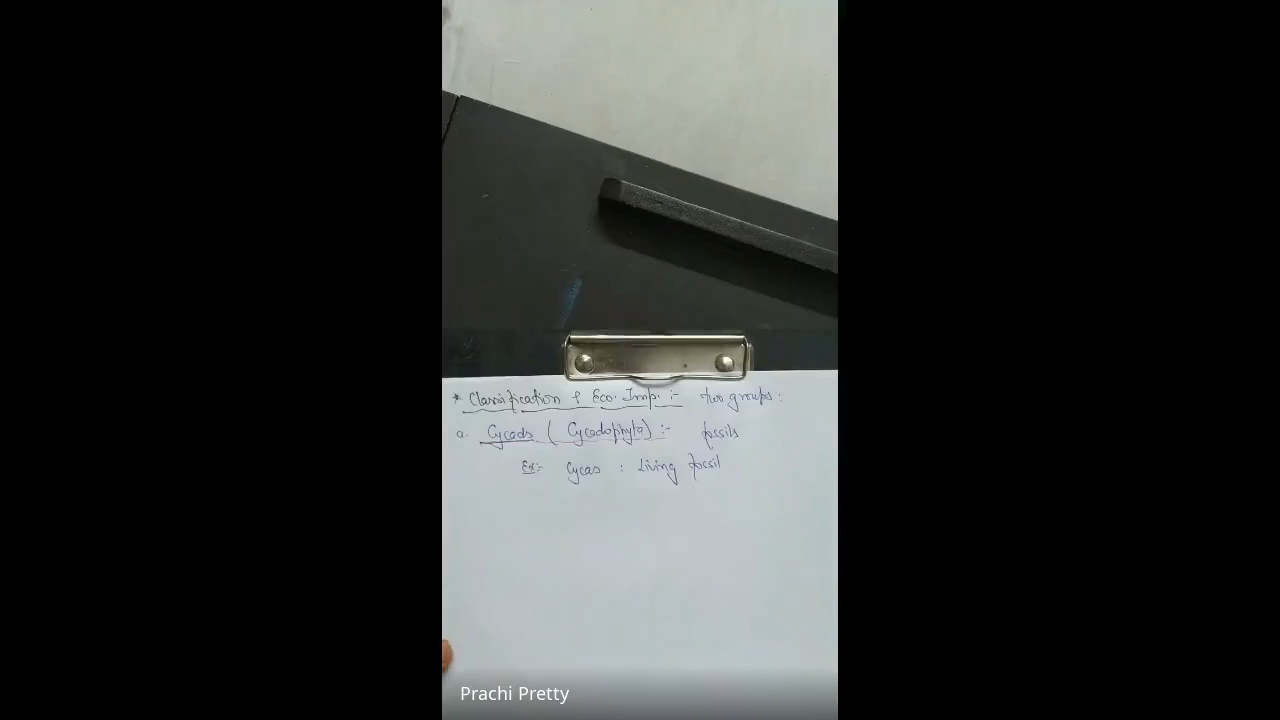 * Classification & Eco. Imp. :- two groups :
a. Cycads ( Cycadophyta) :- fossils
Ex:- Cycas : Living fossil
Prachi Pretty